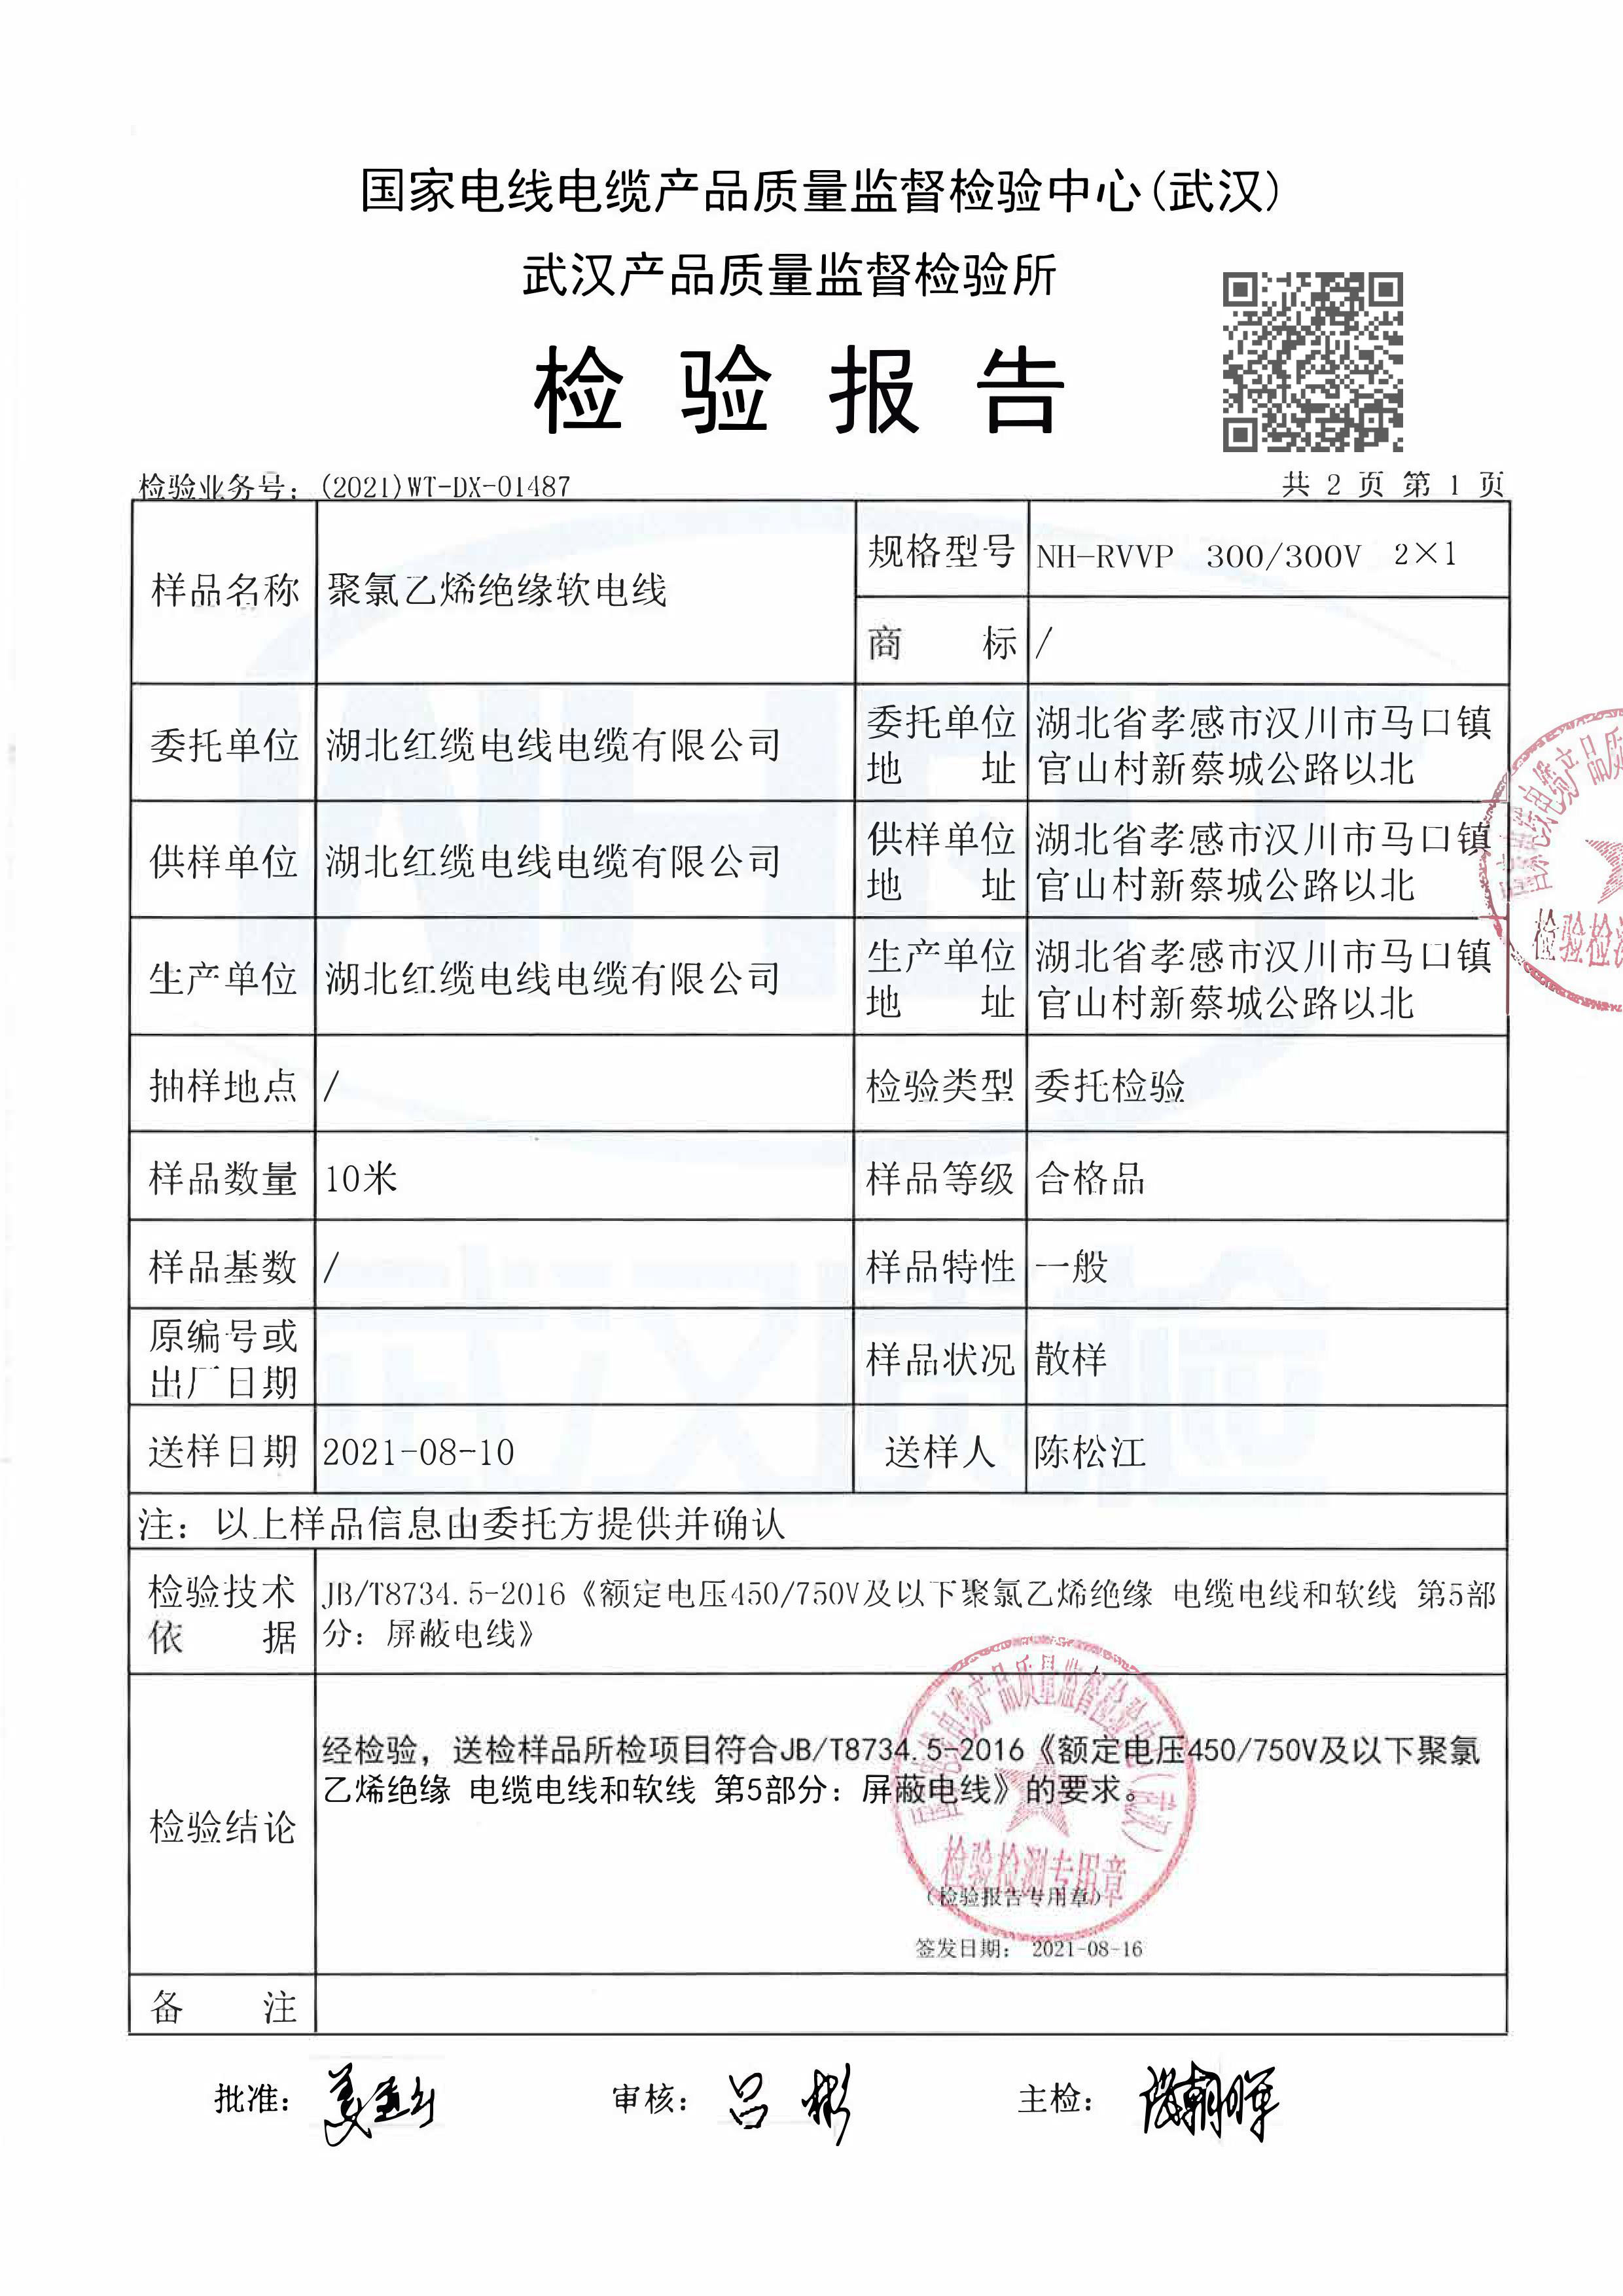 国家电线电缆产品质量监督检验中心(武汉)
武汉产品质量监督检验所
检验报告
检验业务号：(2021)WT-DX-01487
共 2 页 第 1 页
样品名称
聚氯乙烯绝缘软电线
规格型号
NH-RVVP 300/300V 2×1
商 标
/
委托单位
湖北红缆电线电缆有限公司
委托单位
地 址
湖北省孝感市汉川市马口镇
官山村新蔡城公路以北
供样单位
湖北红缆电线电缆有限公司
供样单位
地 址
湖北省孝感市汉川市马口镇
官山村新蔡城公路以北
生产单位
湖北红缆电线电缆有限公司
生产单位
地 址
湖北省孝感市汉川市马口镇
官山村新蔡城公路以北
抽样地点
/
检验类型
委托检验
样品数量
10米
样品等级
合格品
样品基数
/
样品特性
一般
原编号或
出厂日期
样品状况
散样
送样日期
2021-08-10
送样人
陈松江
注：以上样品信息由委托方提供并确认
检验技术
依 据
JB/T8734.5-2016《额定电压450/750V及以下聚氯乙烯绝缘 电缆电线和软线 第5部
分：屏蔽电线》
检验结论
经检验，送检样品所检项目符合JB/T8734.5-2016《额定电压450/750V及以下聚氯
乙烯绝缘 电缆电线和软线 第5部分：屏蔽电线》的要求。
国家电线电缆产品质量监督检验中心(武汉)
检验检测专用章
(检验报告专用章)
签发日期： 2021-08-16
备 注
批准：
审核： 吕彬
主检：